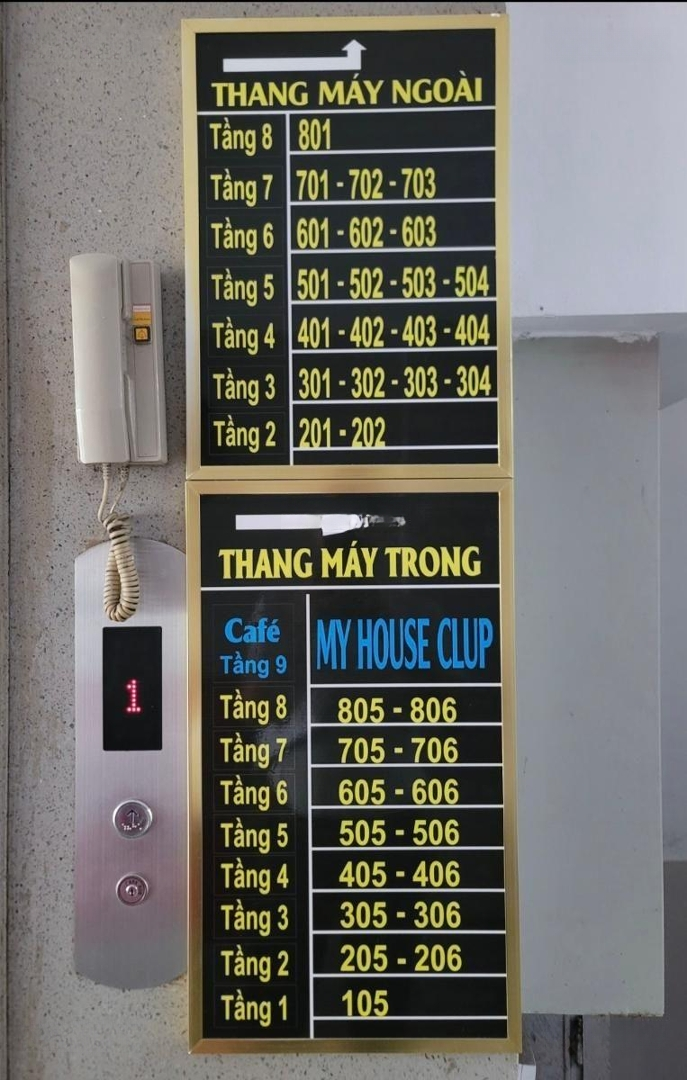 THANG MÁY NGOÀI
Tầng 8 801
Tầng 7 701 - 702 - 703
Tầng 6 601 - 602 - 603
Tầng 5 501 - 502 - 503 - 504
Tầng 4 401 - 402 - 403 - 404
Tầng 3 301 - 302 - 303 - 304
Tầng 2 201 - 202
THANG MÁY TRONG
Café
Tầng 9 MY HOUSE CLUP
Tầng 8 805 - 806
Tầng 7 705 - 706
Tầng 6 605 - 606
Tầng 5 505 - 506
Tầng 4 405 - 406
Tầng 3 305 - 306
Tầng 2 205 - 206
Tầng 1 105
1